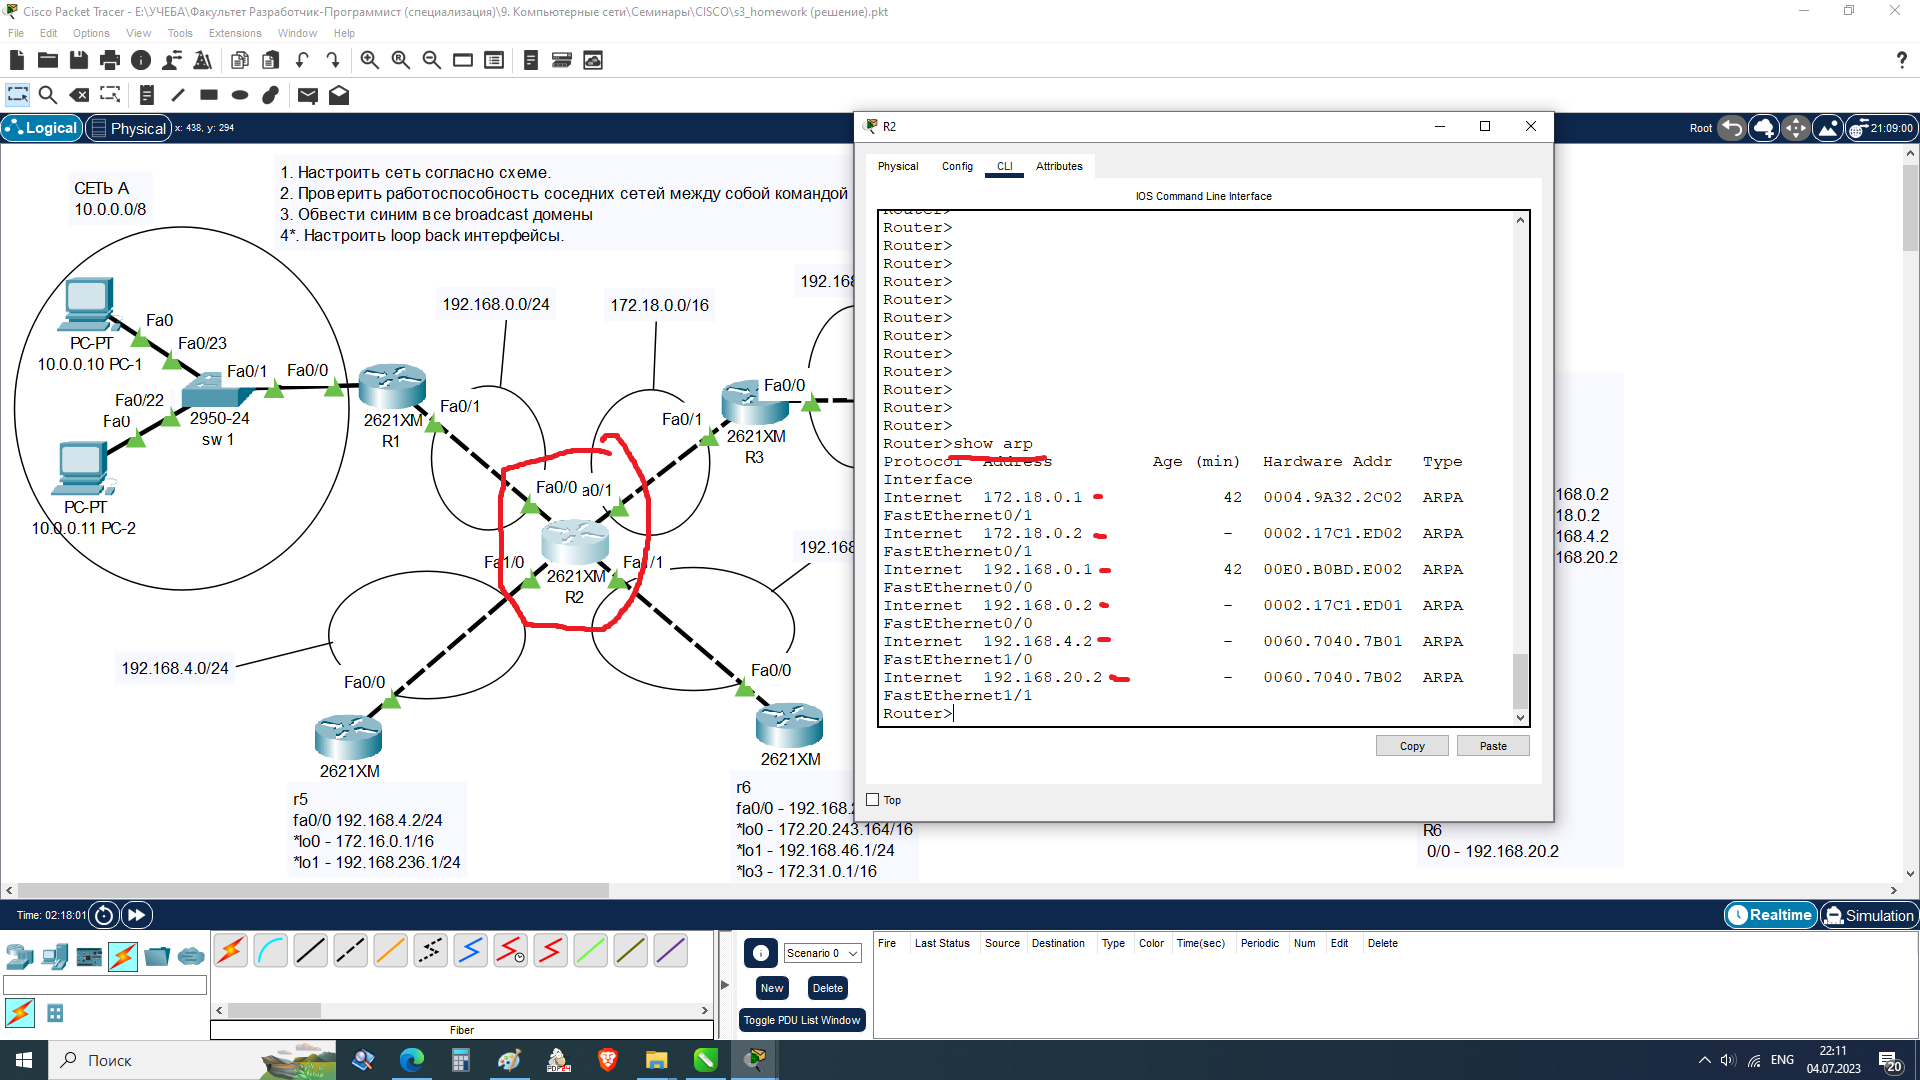 Cisco Packet Tracer - E:\УЧЕБА\Факультет Разработчик-Программист (специализация)\9. Компьютерные сети\Семинары\CISCO\s3_homework (решение).pkt
File Edit Options View Tools Extensions Window Help
Logical Physical x: 438, y: 294
Root 21:09:00
СЕТЬ А
10.0.0.0/8
1. Настроить сеть согласно схеме.
2. Проверить работоспособность соседних сетей между собой командой
3. Обвести синим все broadcast домены
4*. Настроить loop back интерфейсы.
192.168.0.0/24
172.18.0.0/16
192.168
Fa0
PC-PT
10.0.0.10 PC-1
Fa0/23
Fa0/1
Fa0/0
Fa0/22
Fa0
2950-24
sw 1
PC-PT
10.0.0.11 PC-2
2621XM
R1
Fa0/1
Fa0/1
Fa0/0
2621XM
R3
Fa0/0
a0/1
Fa1/0
Fa1/1
2621XM
R2
192.168
192.168.4.0/24
Fa0/0
2621XM
Fa0/0
2621XM
r5
fa0/0 192.168.4.2/24
*lo0 - 172.16.0.1/16
*lo1 - 192.168.236.1/24
r6
fa0/0 - 192.168.
*lo0 - 172.20.243.164/16
*lo1 - 192.168.46.1/24
*lo3 - 172.31.0.1/16
R2
Physical Config CLI Attributes
IOS Command Line Interface
Router>
Router>
Router>
Router>
Router>
Router>
Router>
Router>
Router>
Router>
Router>
Router>
Router>
Router>show arp
Protocol Address Age (min) Hardware Addr Type
Interface
Internet 172.18.0.1 42 0004.9A32.2C02 ARPA
FastEthernet0/1
Internet 172.18.0.2 - 0002.17C1.ED02 ARPA
FastEthernet0/1
Internet 192.168.0.1 42 00E0.B0BD.E002 ARPA
FastEthernet0/0
Internet 192.168.0.2 - 0002.17C1.ED01 ARPA
FastEthernet0/0
Internet 192.168.4.2 - 0060.7040.7B01 ARPA
FastEthernet1/0
Internet 192.168.20.2 - 0060.7040.7B02 ARPA
FastEthernet1/1
Router>
Copy Paste
Top
168.0.2
18.0.2
168.4.2
168.20.2
R6
0/0 - 192.168.20.2
Time: 02:18:01
Realtime Simulation
Scenario 0
New Delete
Toggle PDU List Window
Fire Last Status Source Destination Type Color Time(sec) Periodic Num Edit Delete
Fiber
Поиск
PDF24
ENG
22:11
04.07.2023
20